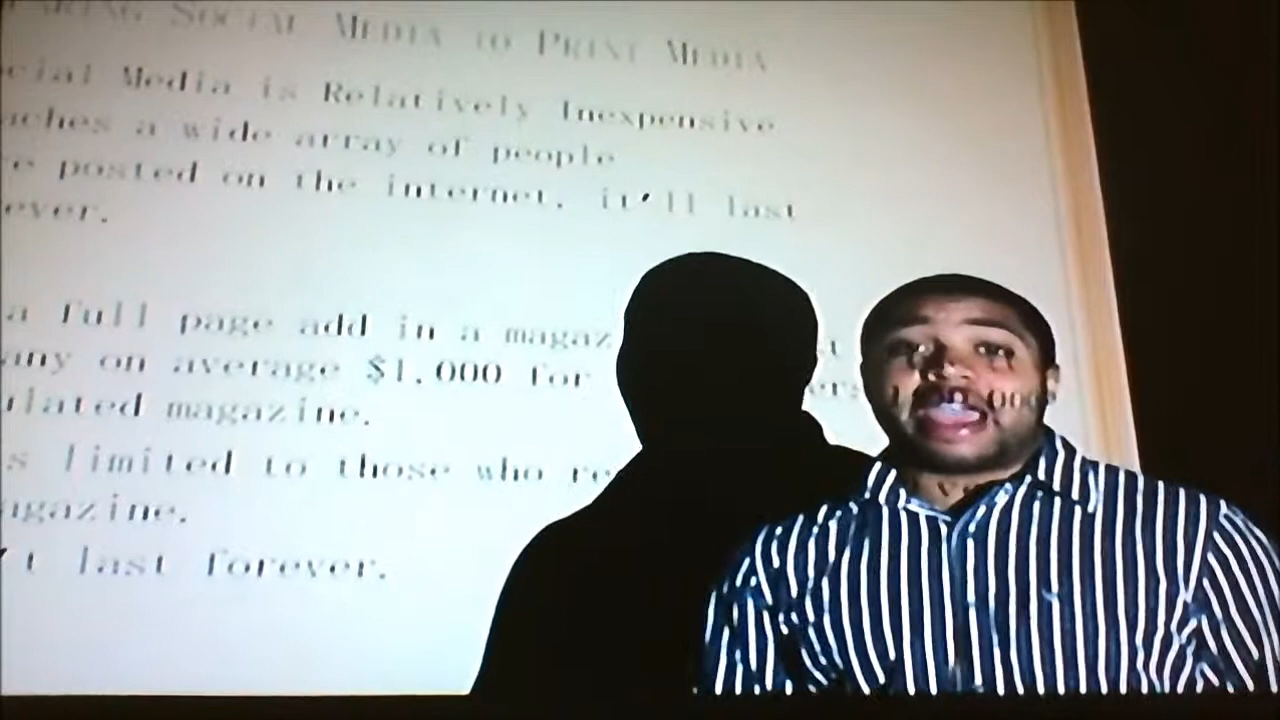 SOCIAL MEDIA TO PRINT MEDIA
Media is Relatively Inexpensive
a wide array of people
posted on the internet, it'll last
ever.
a full page add in a magaz
any on average $1,000 for
ulated magazine.
s limited to those who re
agazine.
't last forever.